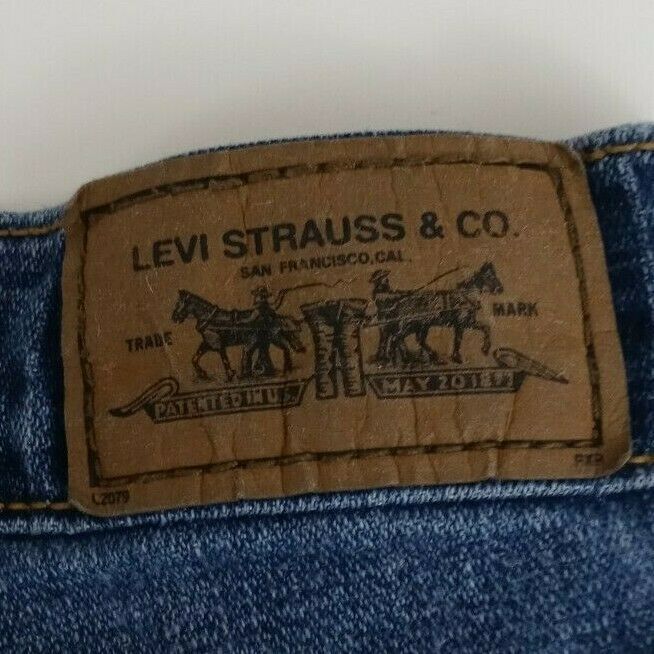 LEVI STRAUSS & CO.
SAN FRANCISCO, CAL.
TRADE MARK
PATENTED IN U.S. MAY 20 1873
L2079